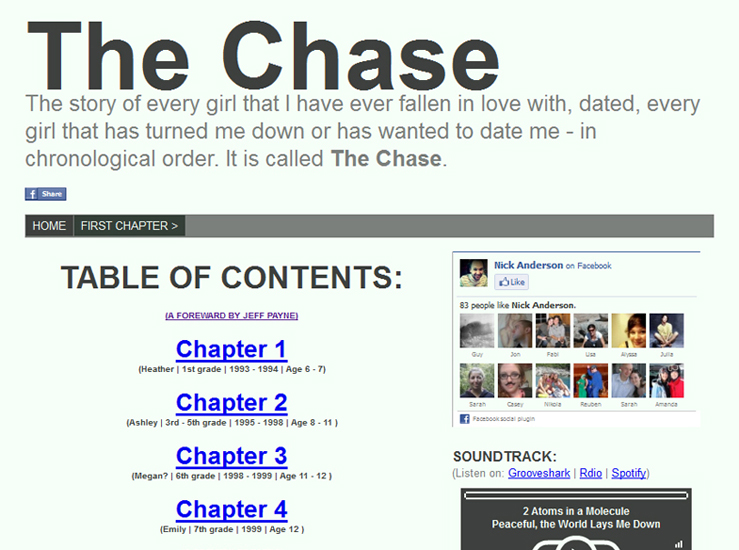 The Chase
The story of every girl that I have ever fallen in love with, dated, every
girl that has turned me down or has wanted to date me - in
chronological order. It is called The Chase.
f Share
HOME FIRST CHAPTER >
TABLE OF CONTENTS:
(A FOREWARD BY JEFF PAYNE)
Chapter 1
(Heather | 1st grade | 1993 - 1994 | Age 6 - 7)
Chapter 2
(Ashley | 3rd - 5th grade | 1995 - 1998 | Age 8 - 11 )
Chapter 3
(Megan? | 6th grade | 1998 - 1999 | Age 11 - 12 )
Chapter 4
(Emily | 7th grade | 1999 | Age 12 )
Nick Anderson on Facebook
Like
83 people like Nick Anderson.
Guy Jon Fabi Lisa Alyssa Julia
Saran Casey Nikola Reuben Sarah Amanda
f Facebook social plugin
SOUNDTRACK:
(Listen on: Grooveshark | Rdio | Spotify)
2 Atoms in a Molecule
Peaceful, the World Lays Me Down